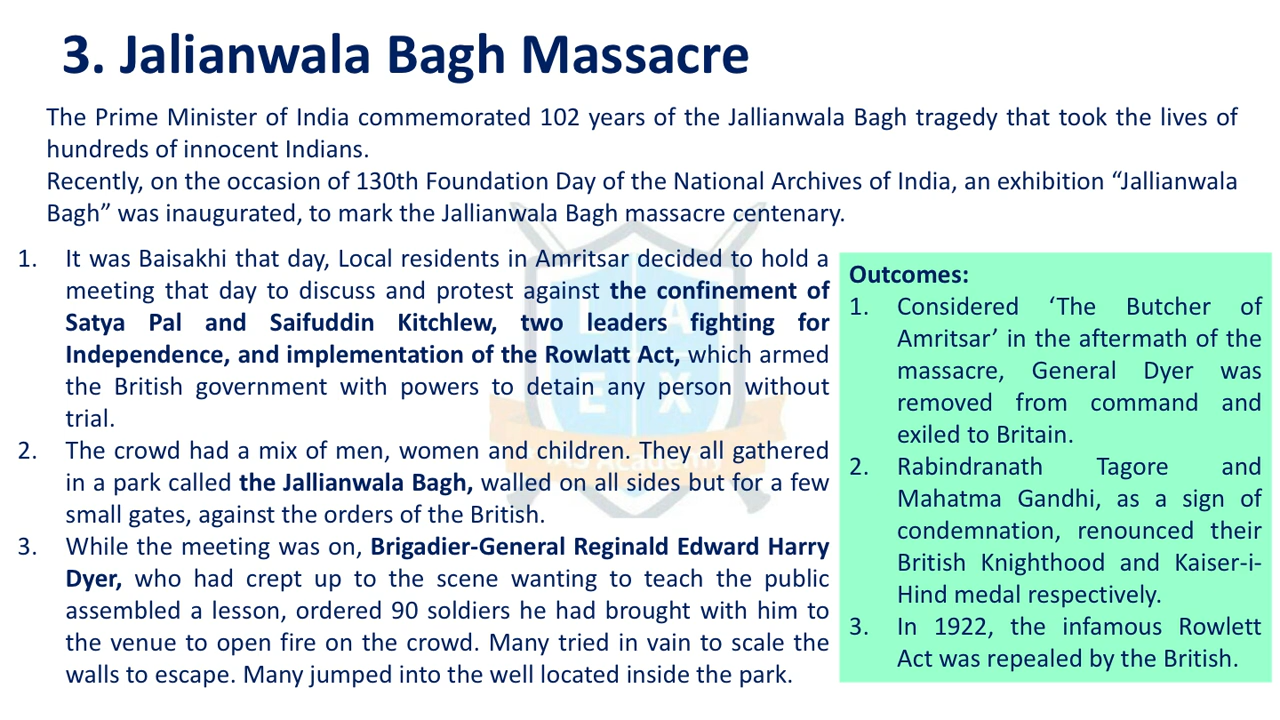 3. Jalianwala Bagh Massacre
The Prime Minister of India commemorated 102 years of the Jallianwala Bagh tragedy that took the lives of
hundreds of innocent Indians.
Recently, on the occasion of 130th Foundation Day of the National Archives of India, an exhibition “Jallianwala
Bagh” was inaugurated, to mark the Jallianwala Bagh massacre centenary.
1. It was Baisakhi that day, Local residents in Amritsar decided to hold a
meeting that day to discuss and protest against the confinement of
Satya Pal and Saifuddin Kitchlew, two leaders fighting for
Independence, and implementation of the Rowlatt Act, which armed
the British government with powers to detain any person without
trial.
2. The crowd had a mix of men, women and children. They all gathered
in a park called the Jallianwala Bagh, walled on all sides but for a few
small gates, against the orders of the British.
3. While the meeting was on, Brigadier-General Reginald Edward Harry
Dyer, who had crept up to the scene wanting to teach the public
assembled a lesson, ordered 90 soldiers he had brought with him to
the venue to open fire on the crowd. Many tried in vain to scale the
walls to escape. Many jumped into the well located inside the park.
Outcomes:
1. Considered ‘The Butcher of
Amritsar’ in the aftermath of the
massacre, General Dyer was
removed from command and
exiled to Britain.
2. Rabindranath Tagore and
Mahatma Gandhi, as a sign of
condemnation, renounced their
British Knighthood and Kaiser-i-
Hind medal respectively.
3. In 1922, the infamous Rowlett
Act was repealed by the British.
I A
E X
IAS Academy